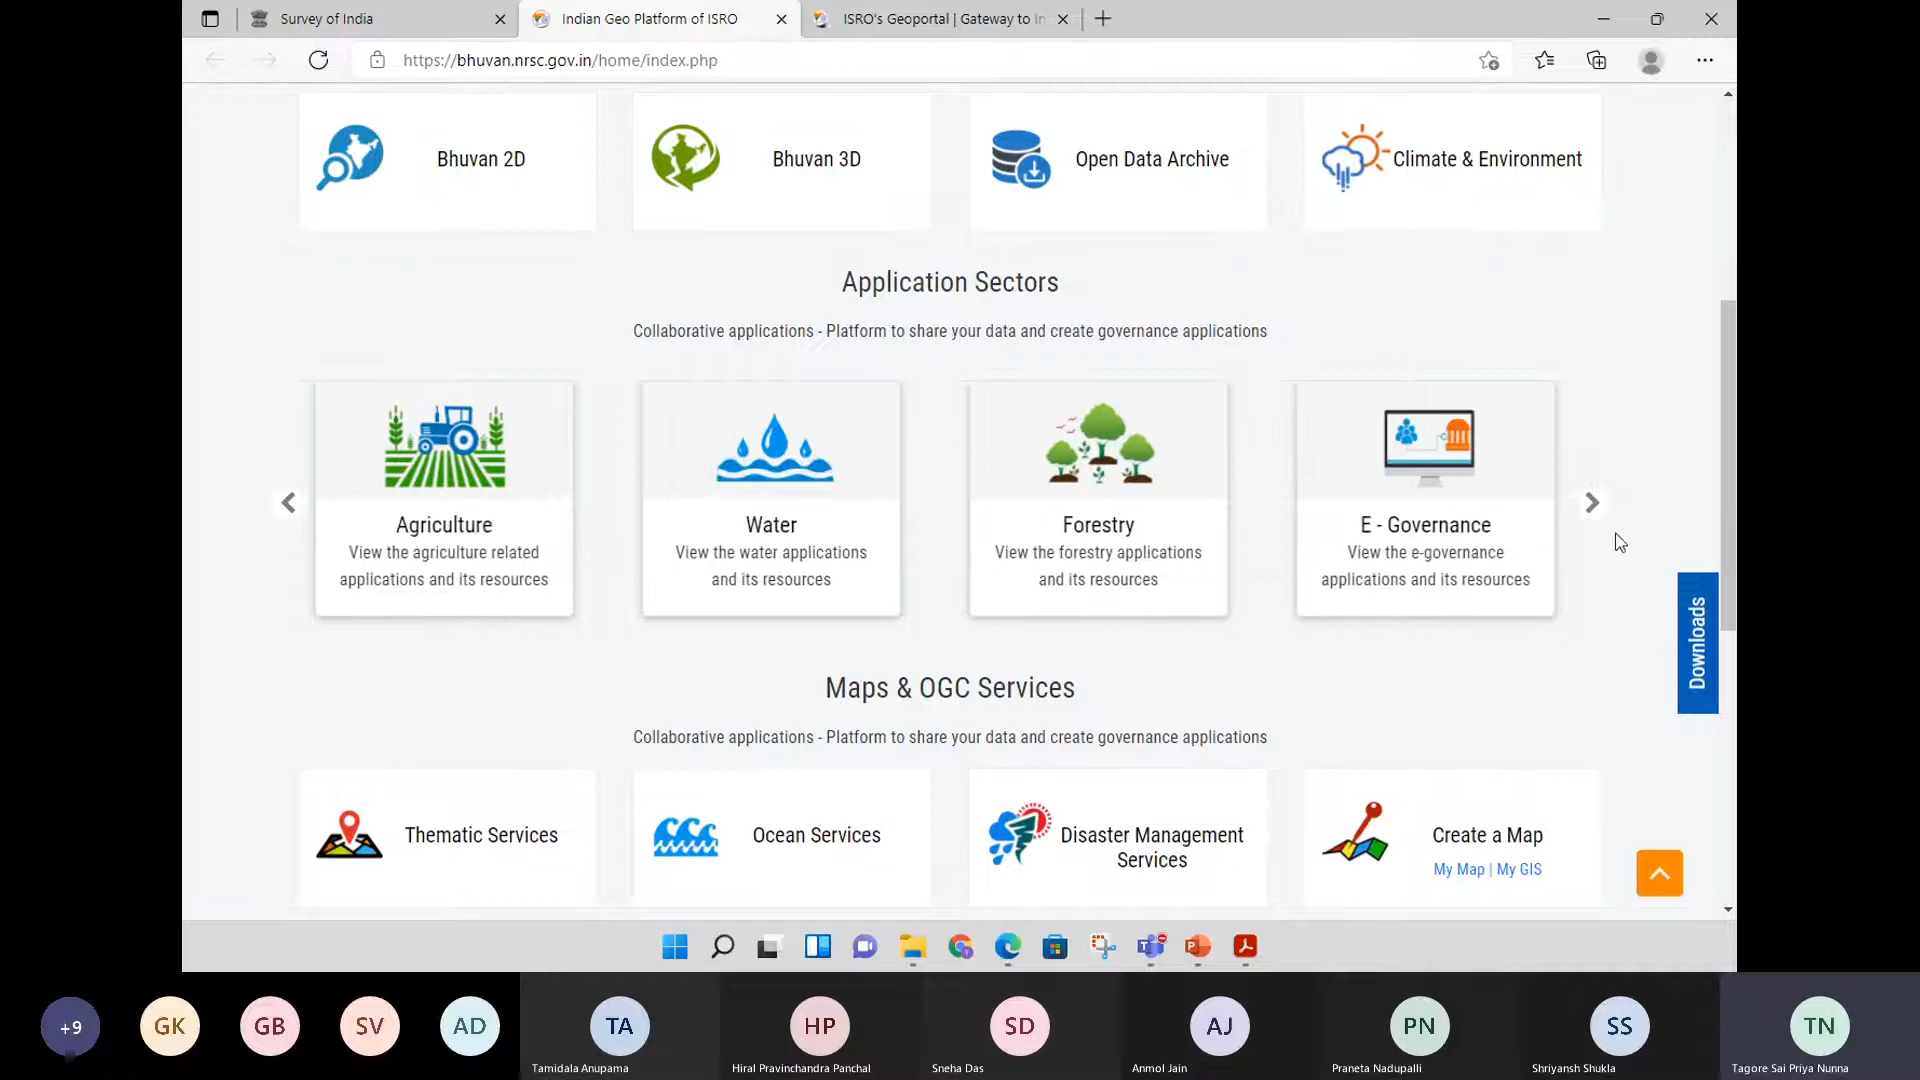 Survey of India
Indian Geo Platform of ISRO
ISRO's Geoportal | Gateway to In
https://bhuvan.nrsc.gov.in/home/index.php
Bhuvan 2D
Bhuvan 3D
Open Data Archive
Climate & Environment
Application Sectors
Collaborative applications - Platform to share your data and create governance applications
Agriculture
View the agriculture related
applications and its resources
Water
View the water applications
and its resources
Forestry
View the forestry applications
and its resources
E - Governance
View the e-governance
applications and its resources
Downloads
Maps & OGC Services
Collaborative applications - Platform to share your data and create governance applications
Thematic Services
Ocean Services
Disaster Management
Services
Create a Map
My Map | My GIS
+9
GK
GB
SV
AD
TA
Tamidala Anupama
HP
Hiral Pravinchandra Panchal
SD
Sneha Das
AJ
Anmol Jain
PN
Praneta Nadupalli
SS
Shriyansh Shukla
TN
Tagore Sai Priya Nunna